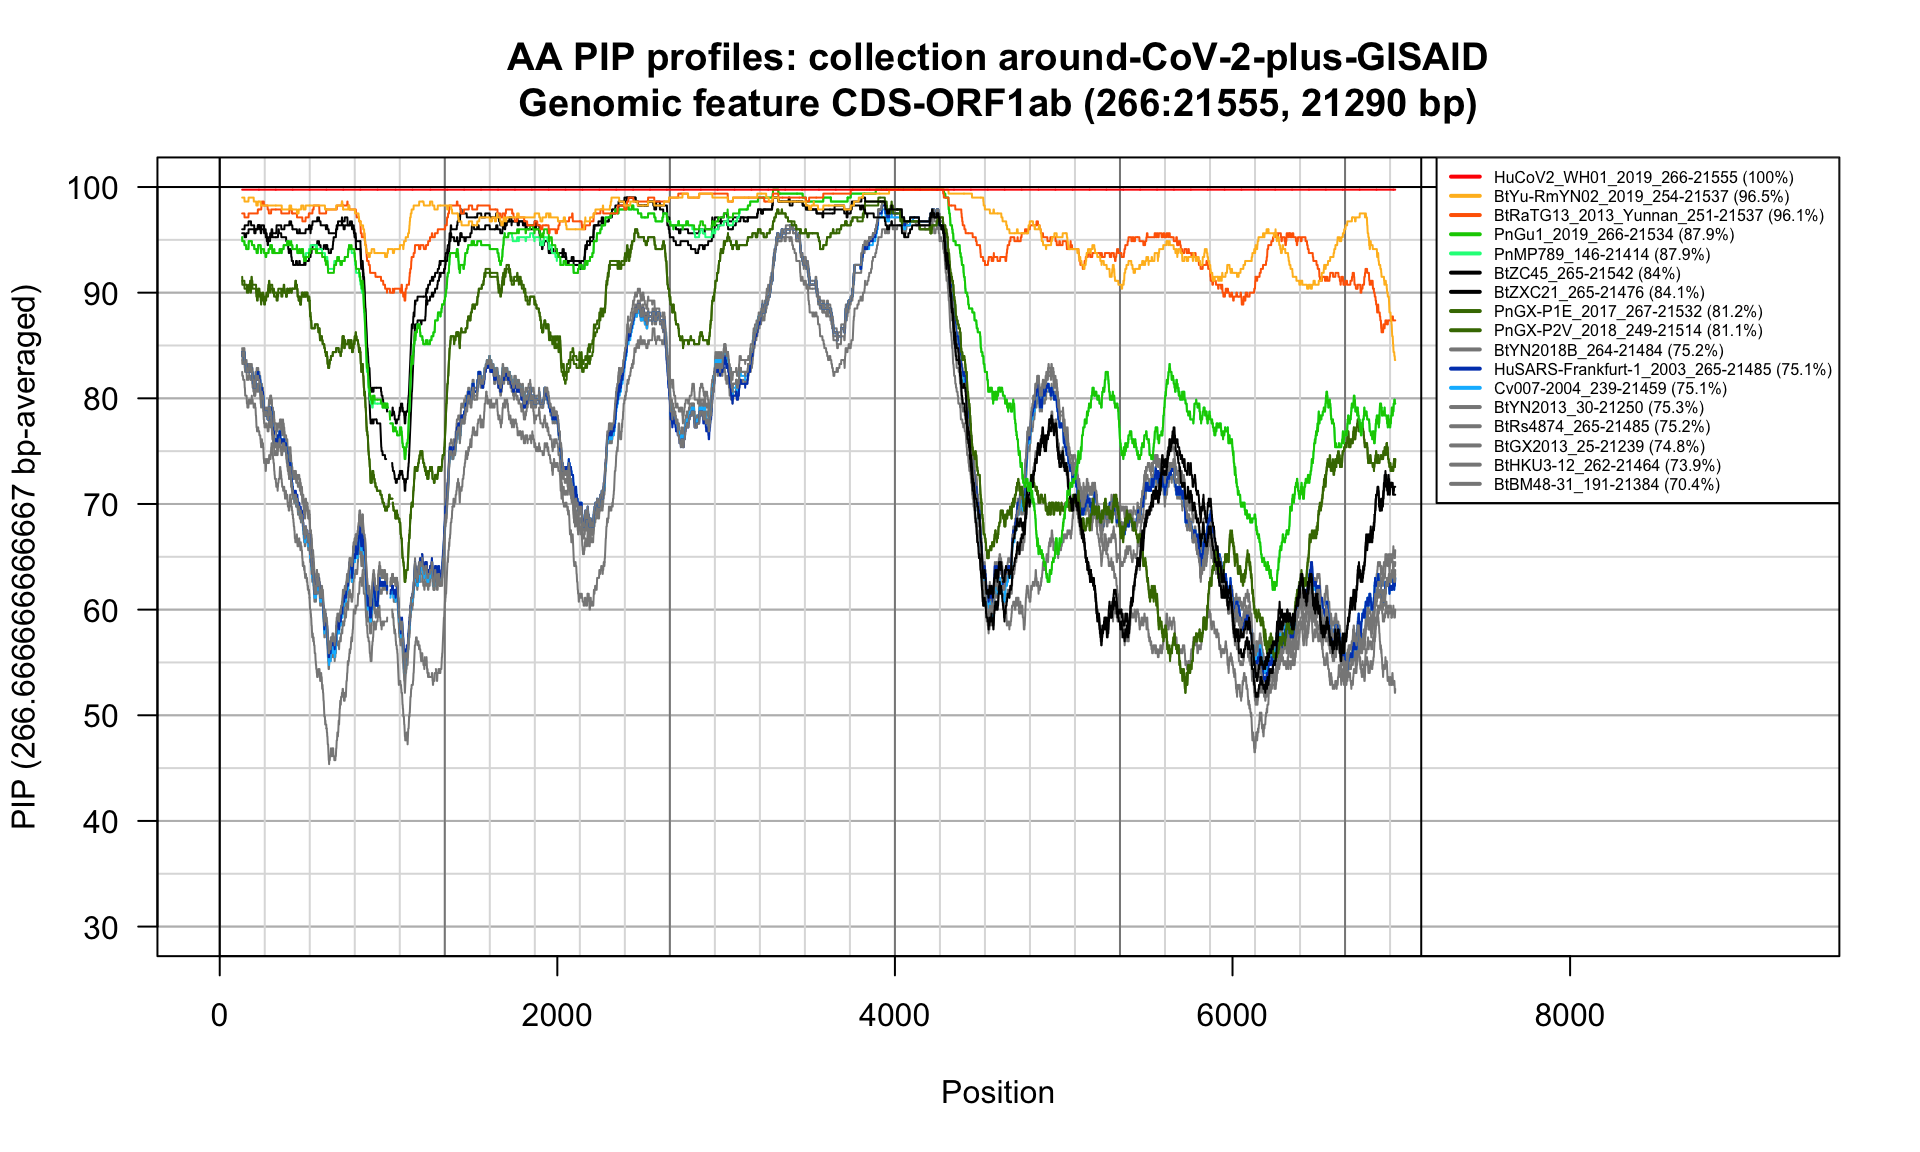 AA PIP profiles: collection around-CoV-2-plus-GISAID
Genomic feature CDS-ORF1ab (266:21555, 21290 bp)
PIP (266.666666666667 bp-averaged)
100
90
80
70
60
50
40
30
HuCoV2_WH01_2019_266-21555 (100%)
BtYu-RmYN02_2019_254-21537 (96.5%)
BtRaTG13_2013_Yunnan_251-21537 (96.1%)
PnGu1_2019_266-21534 (87.9%)
PnMP789_146-21414 (87.9%)
BtZC45_265-21542 (84%)
BtZXC21_265-21476 (84.1%)
PnGX-P1E_2017_267-21532 (81.2%)
PnGX-P2V_2018_249-21514 (81.1%)
BtYN2018B_264-21484 (75.2%)
HuSARS-Frankfurt-1_2003_265-21485 (75.1%)
Cv007-2004_239-21459 (75.1%)
BtYN2013_30-21250 (75.3%)
BtRs4874_265-21485 (75.2%)
BtGX2013_25-21239 (74.8%)
BtHKU3-12_262-21464 (73.9%)
BtBM48-31_191-21384 (70.4%)
0 2000 4000 6000 8000
Position